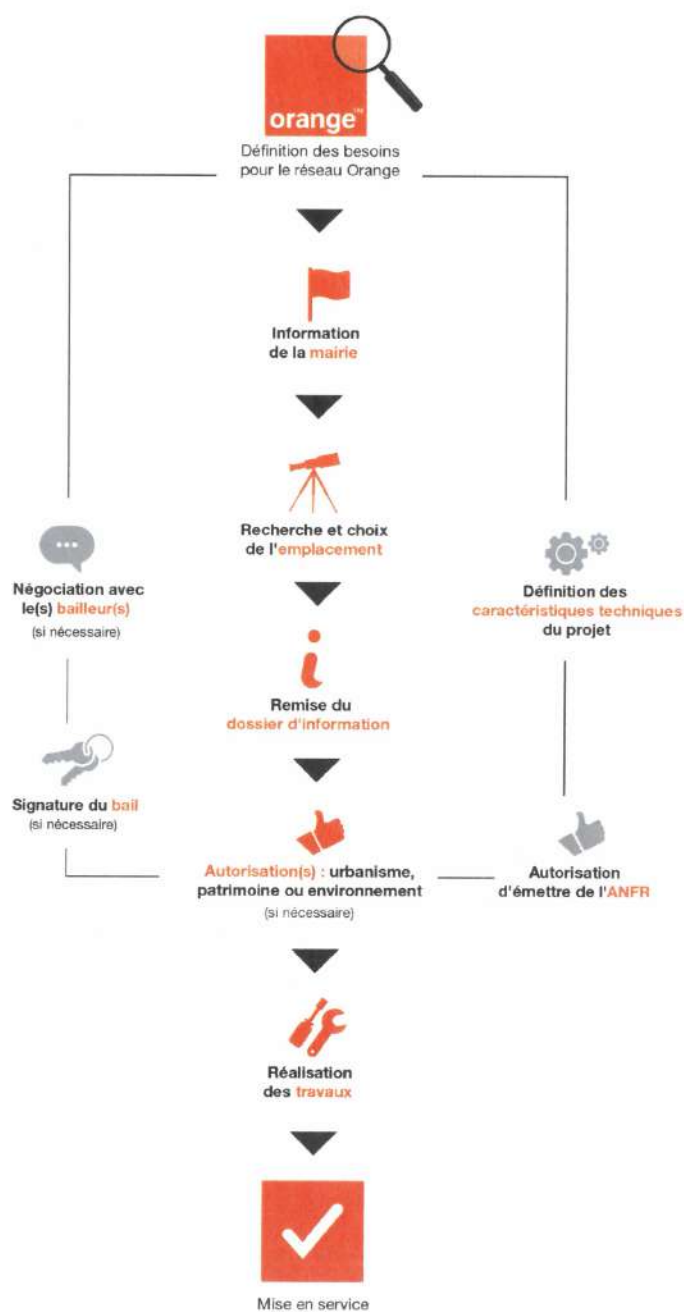 orange™
Définition des besoins
pour le réseau Orange
Information
de la mairie
Recherche et choix
de l'emplacement
Négociation avec
le(s) bailleur(s)
(si nécessaire)
Définition des
caractéristiques techniques
du projet
Remise du
dossier d'information
Signature du bail
(si nécessaire)
Autorisation(s) : urbanisme,
patrimoine ou environnement
(si nécessaire)
Autorisation
d'émettre de l'ANFR
Réalisation
des travaux
Mise en service